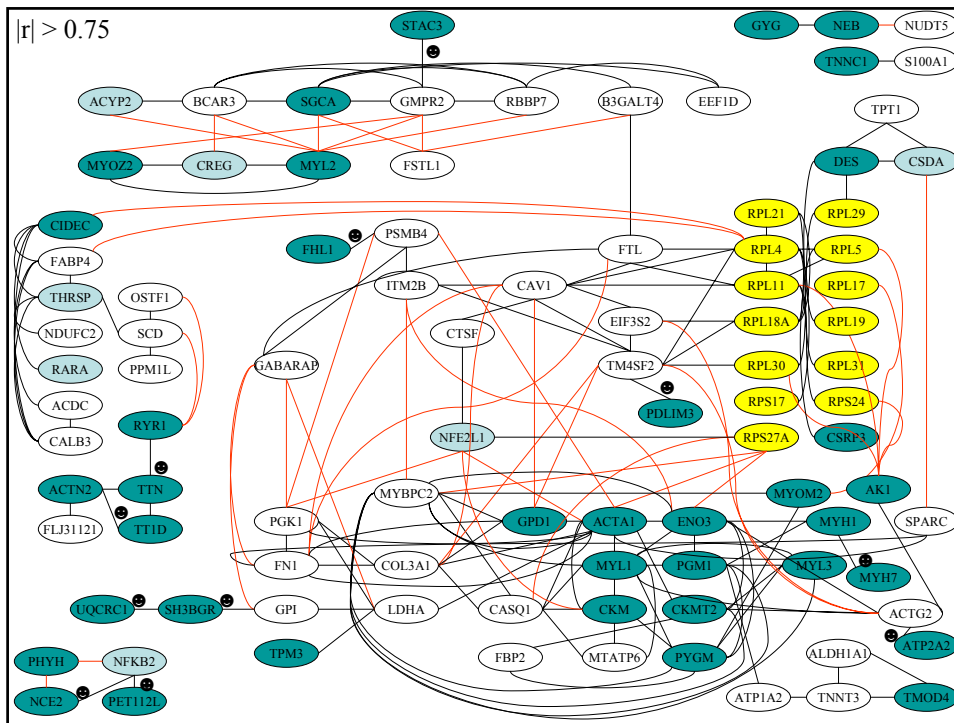 |r| > 0.75
STAC3
GYG NEB NUDT5
TNNC1 S100A1
ACYP2 BCAR3 SGCA GMPR2 RBBP7 B3GALT4 EEF1D
TPT1
MYOZ2 CREG MYL2 FSTL1 DES CSDA
RPL21 RPL29
CIDEC PSMB4
FHL1 FTL RPL4 RPL5
FABP4
THRSP OSTF1 ITM2B CAV1 RPL11 RPL17
NDUFC2 SCD CTSF EIF3S2 RPL18A RPL19
RARA PPM1L GABARAP TM4SF2 RPL30 RPL31
ACDC PDLIM3 RPS17 RPS24
CALB3 RYR1 NFE2L1 RPS27A CSRP3
ACTN2 TTN MYBPC2 MYOM2 AK1
FLJ31121 TT1D PGK1 GPD1 ACTA1 ENO3 MYH1 SPARC
FN1 COL3A1 MYL1 PGM1 MYL3 MYH7
UQCRC1 SH3BGR GPI LDHA CASQ1 CKM CKMT2 ACTG2
TPM3 FBP2 MTATP6 PYGM ALDH1A1 ATP2A2
PHYH NFKB2
NCE2 PET112L ATP1A2 TNNT3 TMOD4